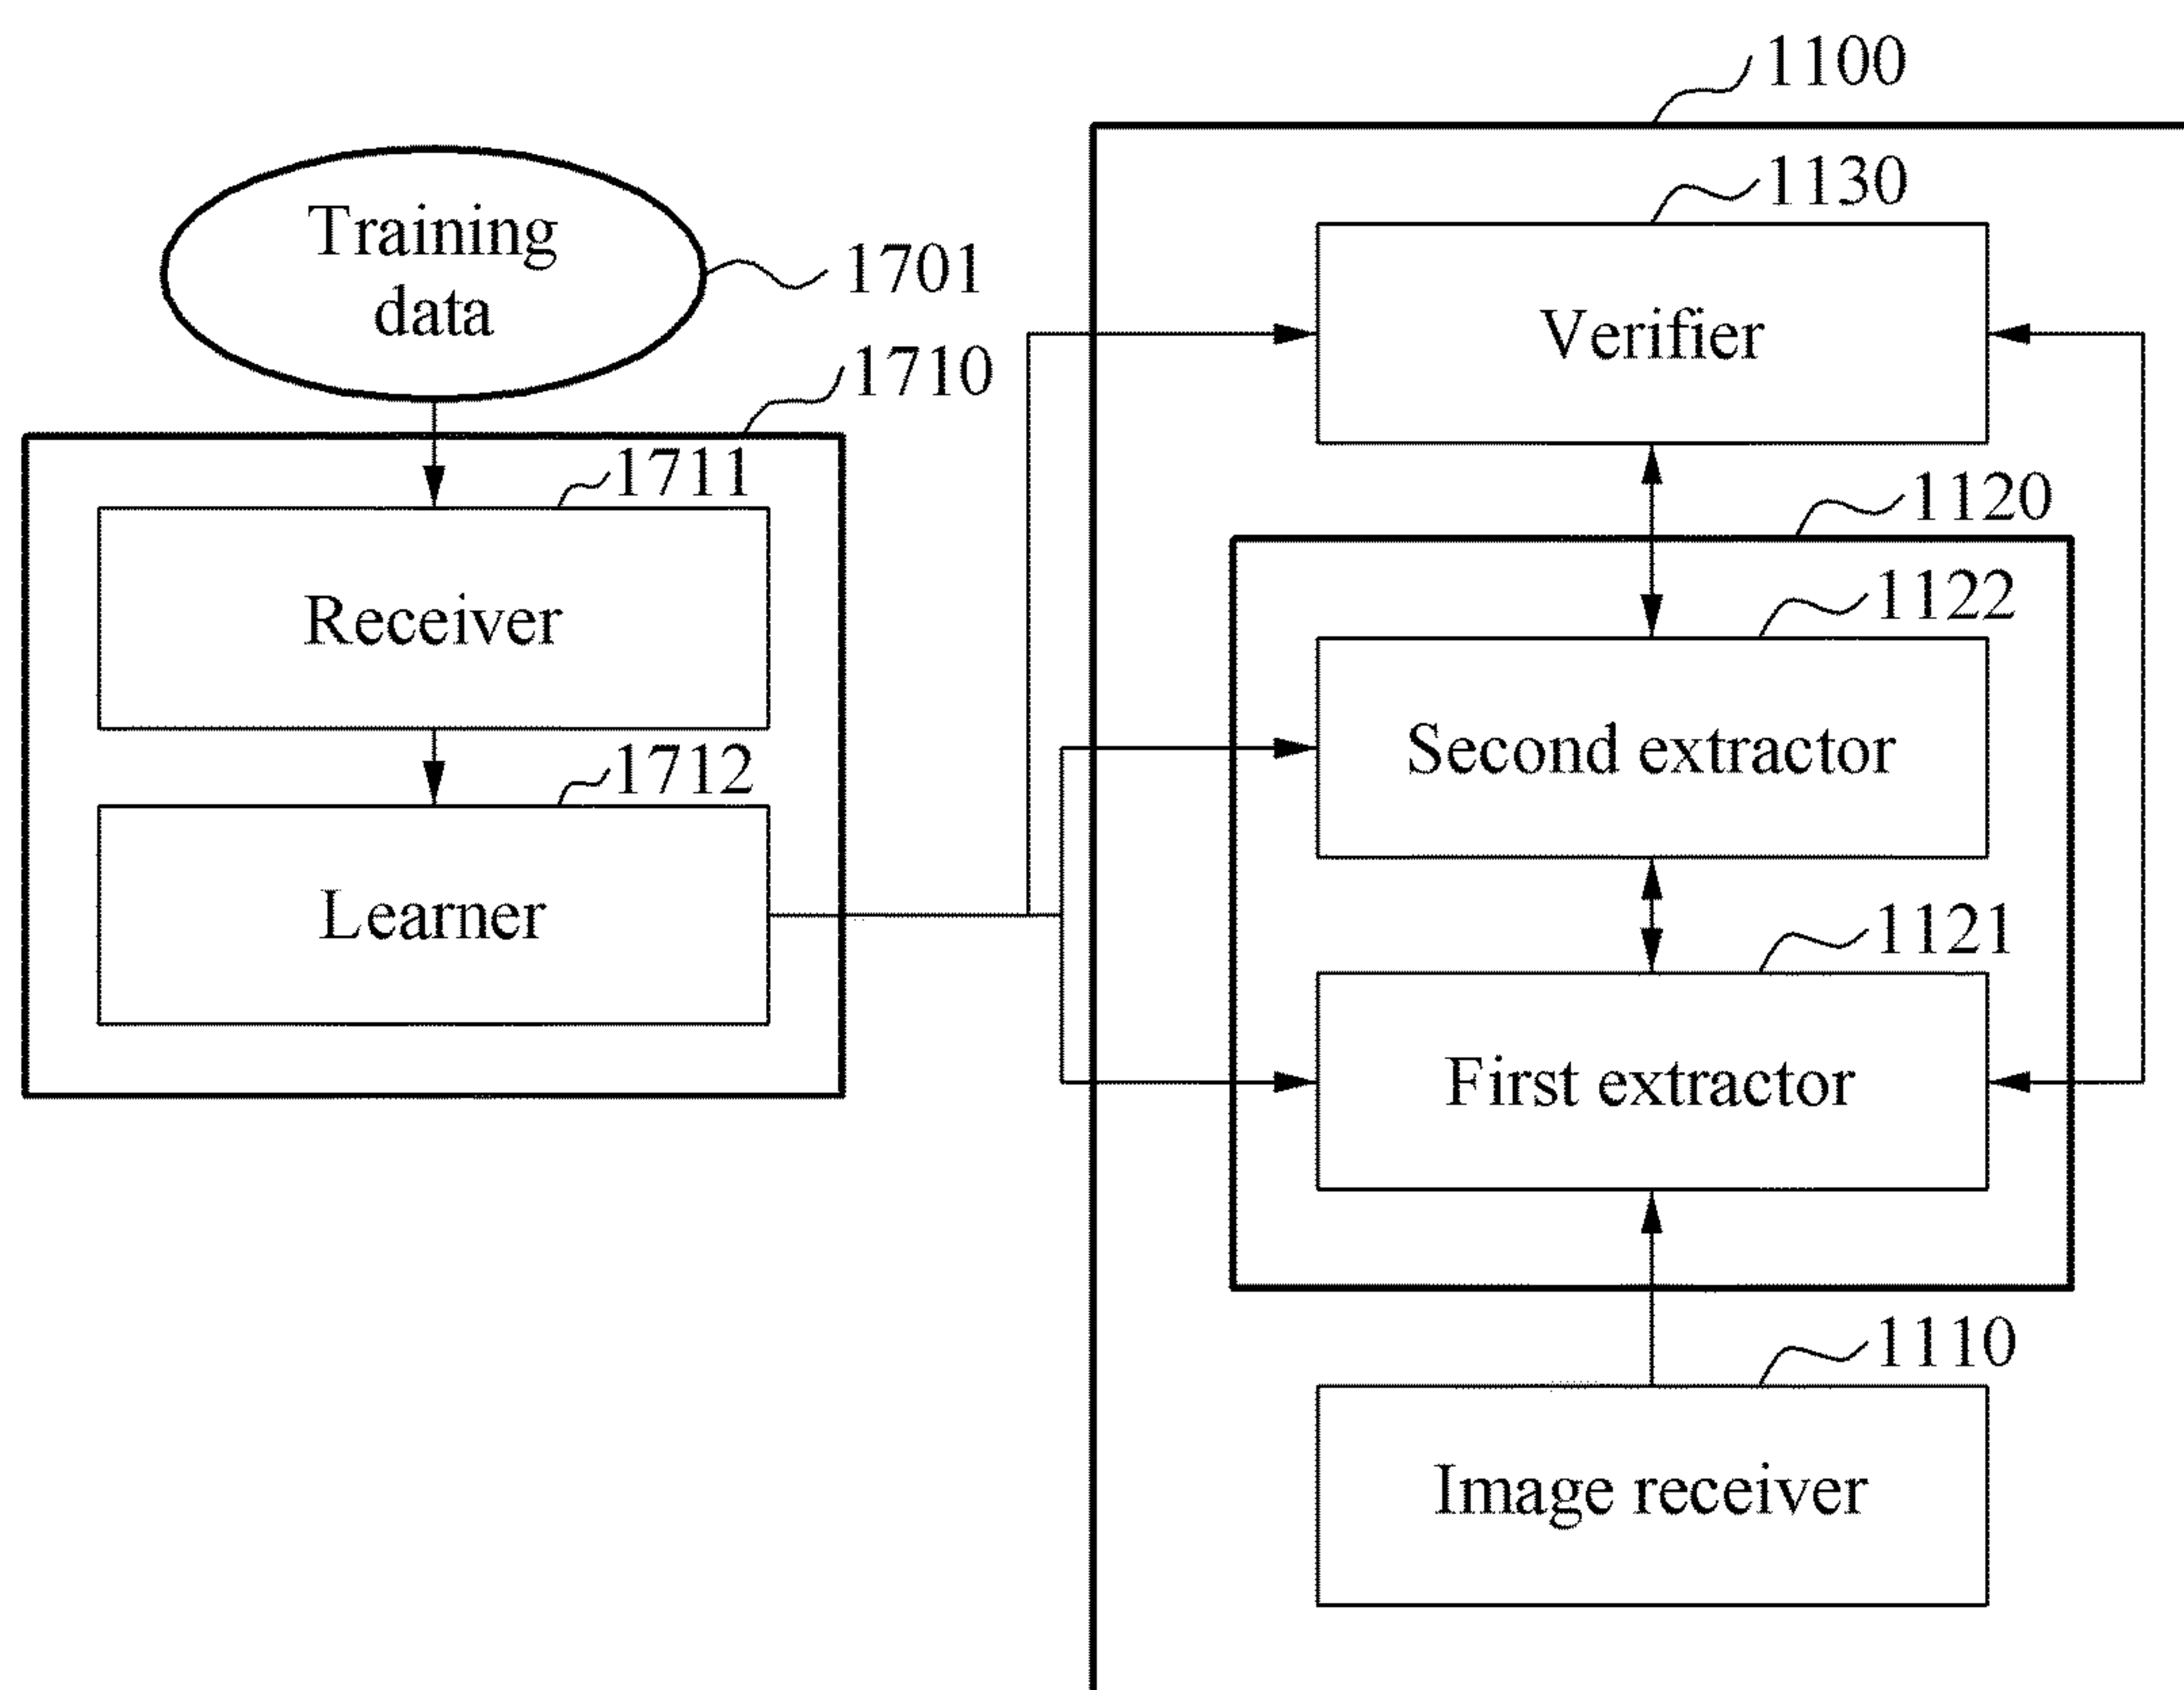 1100
1130
Training
data
1701
Verifier
1710
1711
1120
Receiver
1122
Second extractor
1712
Learner
1121
First extractor
1110
Image receiver